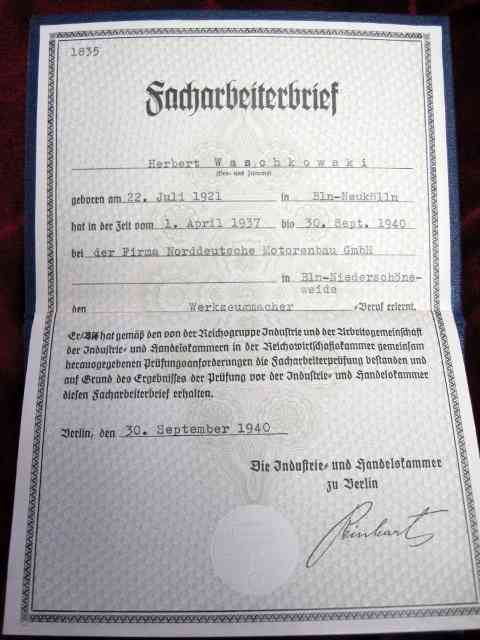 1835
Facharbeiterbrief
Herbert Waschkowski
(Vor- und Zuname)
geboren am 22. Juli 1921 in Bln-Neukölln
hat in der Zeit vom 1. April 1937 bis 30. Sept. 1940
bei der Firma Norddeutsche Motorenbau GmbH
in Bln-Niederschöne-
weide
den Werkzeugmacher -Beruf erlernt.
Er/Sie hat gemäß den von der Reichsgruppe Industrie und der Arbeitsgemeinschaft
der Industrie- und Handelskammern in der Reichswirtschaftskammer gemeinsam
herausgegebenen Prüfungsanforderungen die Facharbeiterprüfung bestanden und
auf Grund des Ergebnisses der Prüfung vor der Industrie- und Handelskammer
diesen Facharbeiterbrief erhalten.
Berlin, den 30. September 1940
Die Industrie- und Handelskammer
zu Berlin
Reinhart